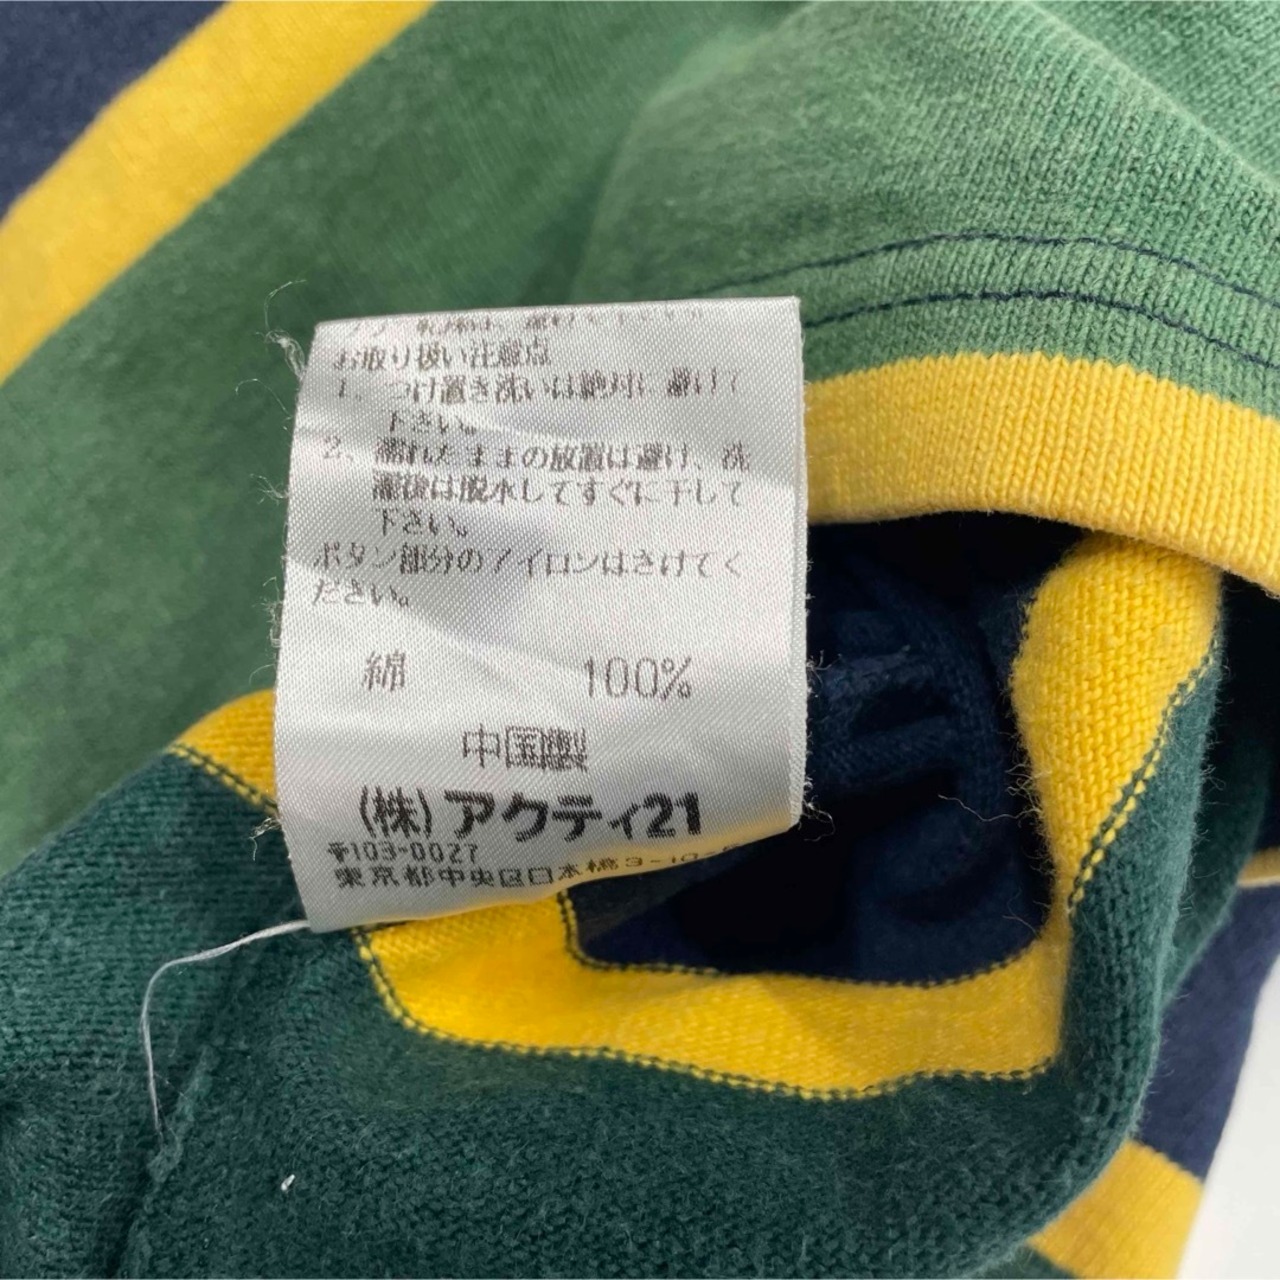 お取り扱い注意点
1、つけ置き洗いは絶対に避けて
下さい。
2、濡れたままの放置は避け、洗
濯後は脱水してすぐに干して
下さい。
ボタン部分のアイロンはさけてく
ださい。
綿 100%
中国製
(株)アクティ21
〒103-0027
東京都中央区日本橋3-10-